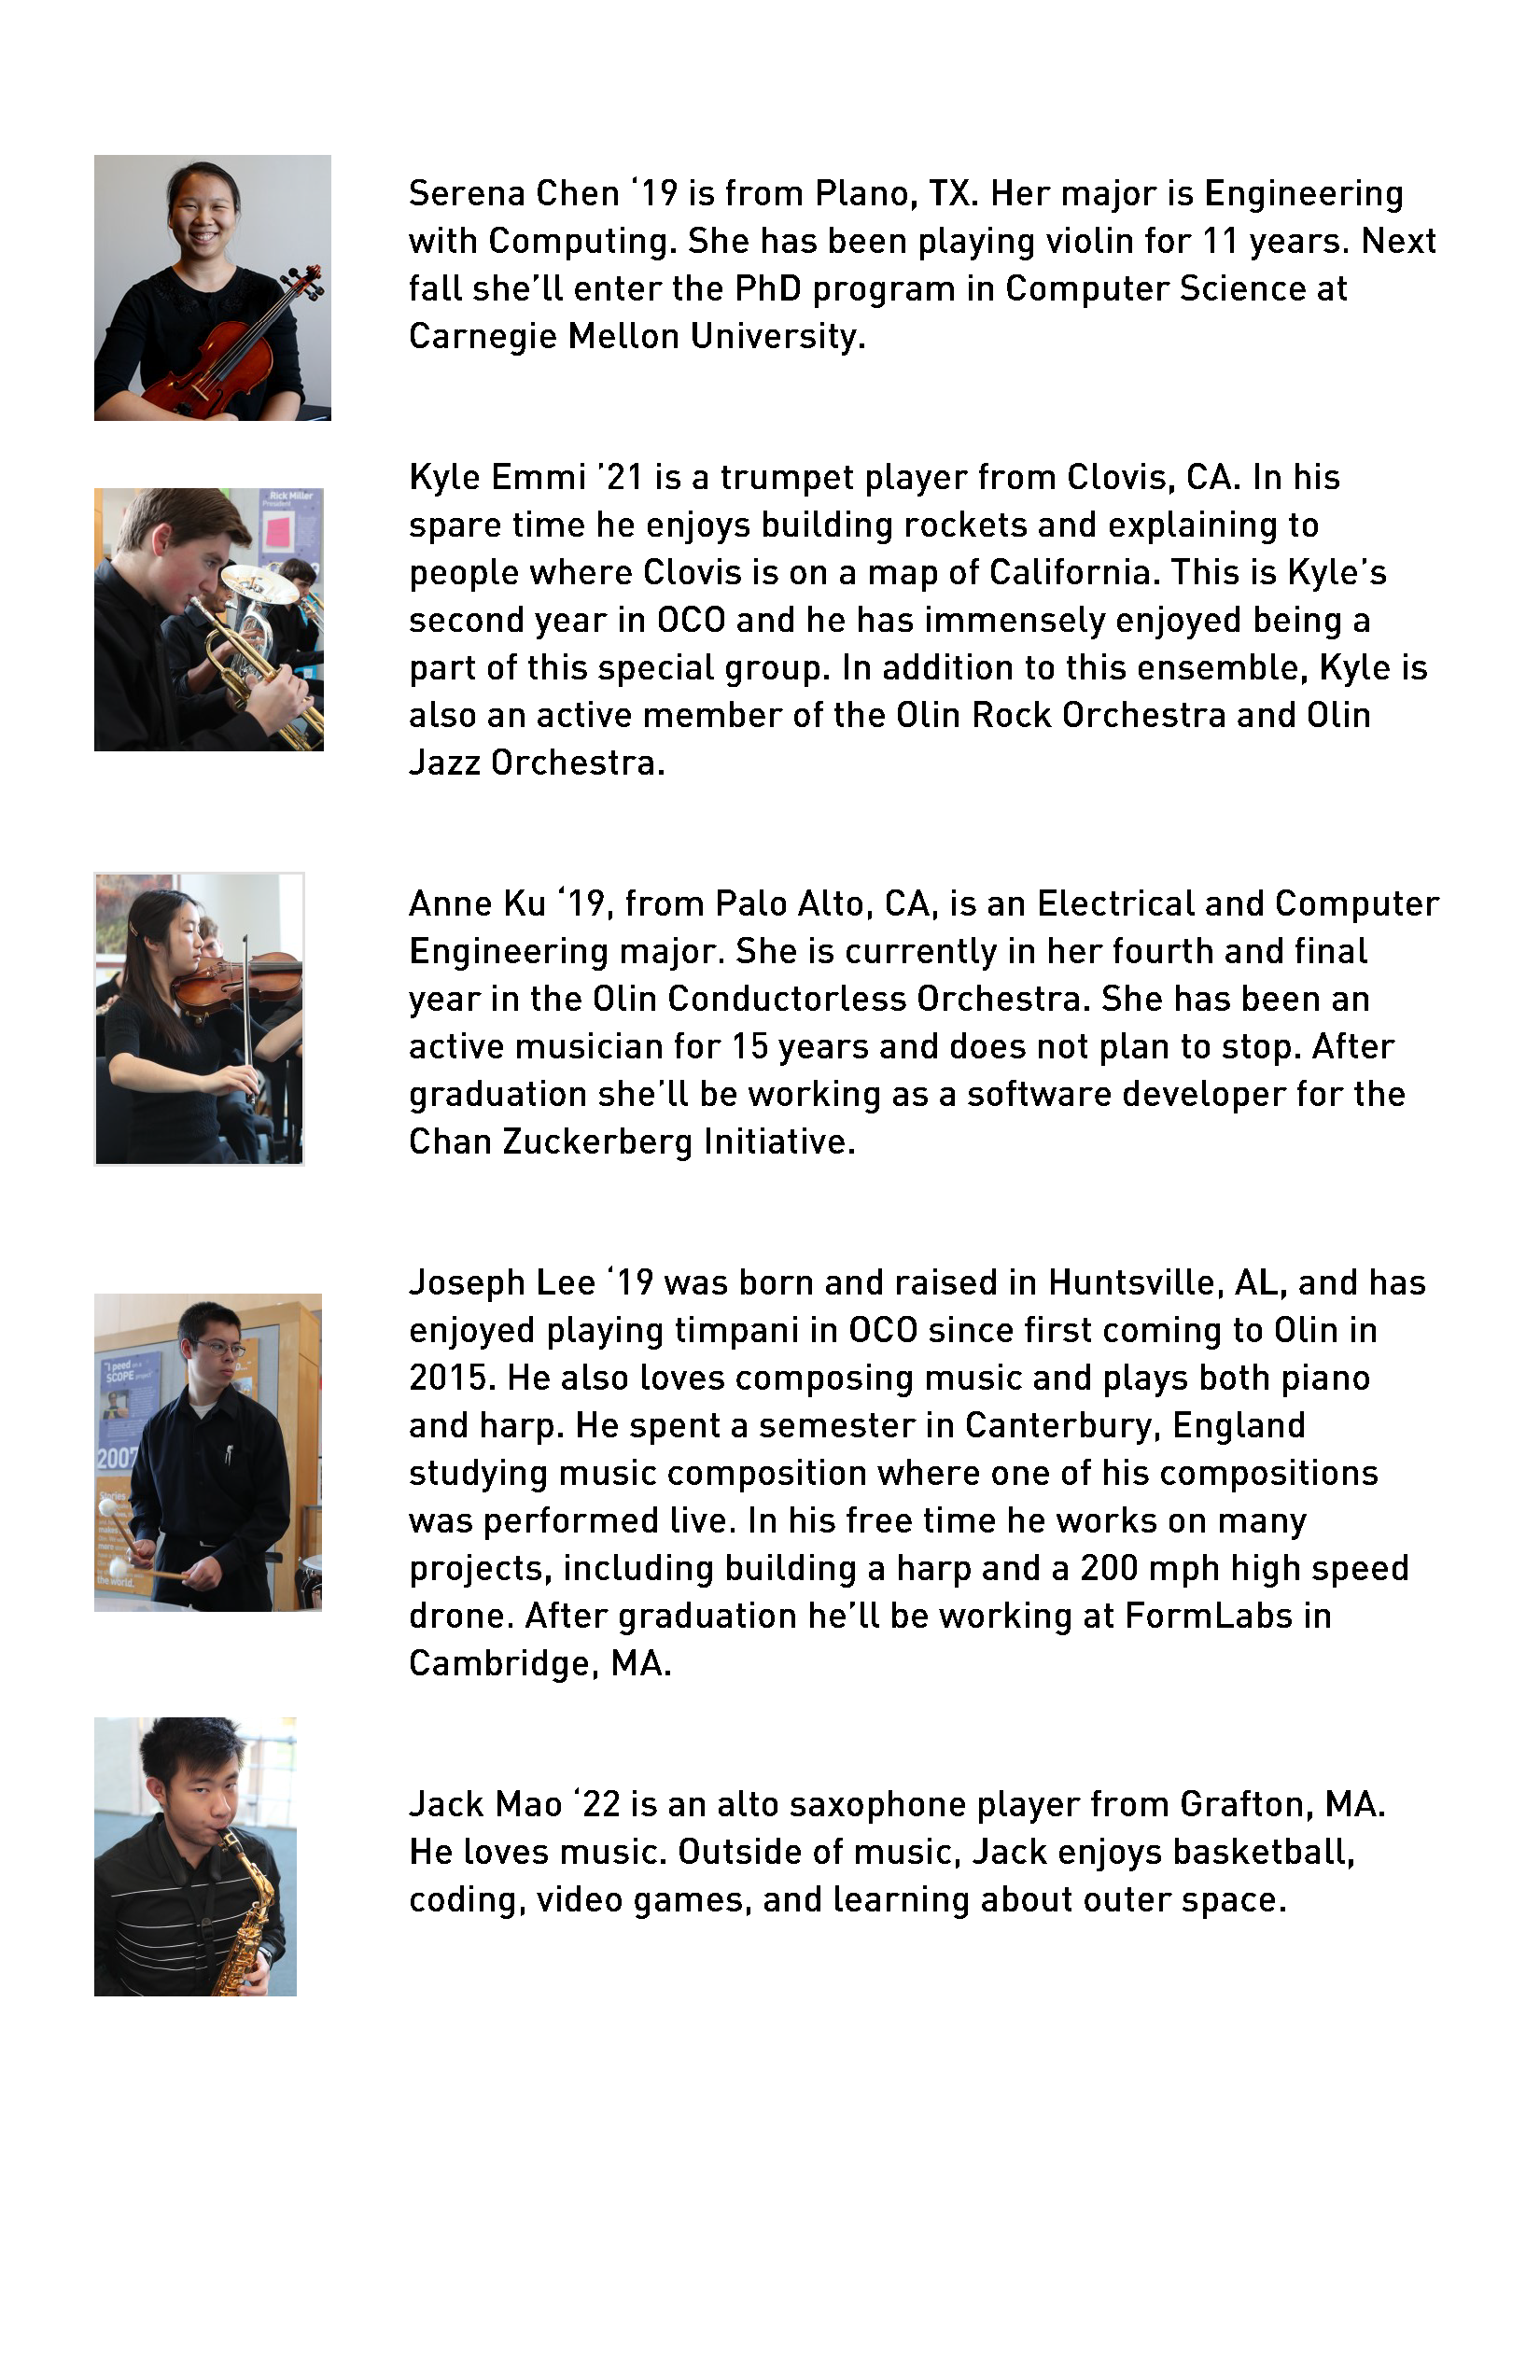 Serena Chen ‘19 is from Plano, TX. Her major is Engineering
with Computing. She has been playing violin for 11 years. Next
fall she’ll enter the PhD program in Computer Science at
Carnegie Mellon University.
Rick Miller
President
Kyle Emmi ’21 is a trumpet player from Clovis, CA. In his
spare time he enjoys building rockets and explaining to
people where Clovis is on a map of California. This is Kyle’s
second year in OCO and he has immensely enjoyed being a
part of this special group. In addition to this ensemble, Kyle is
also an active member of the Olin Rock Orchestra and Olin
Jazz Orchestra.
Anne Ku ‘19, from Palo Alto, CA, is an Electrical and Computer
Engineering major. She is currently in her fourth and final
year in the Olin Conductorless Orchestra. She has been an
active musician for 15 years and does not plan to stop. After
graduation she’ll be working as a software developer for the
Chan Zuckerberg Initiative.
Joseph Lee ‘19 was born and raised in Huntsville, AL, and has
enjoyed playing timpani in OCO since first coming to Olin in
2015. He also loves composing music and plays both piano
and harp. He spent a semester in Canterbury, England
studying music composition where one of his compositions
was performed live. In his free time he works on many
projects, including building a harp and a 200 mph high speed
drone. After graduation he’ll be working at FormLabs in
Cambridge, MA.
"I peed on a
SCOPE project"
2007
Stories
the world.
Jack Mao ‘22 is an alto saxophone player from Grafton, MA.
He loves music. Outside of music, Jack enjoys basketball,
coding, video games, and learning about outer space.